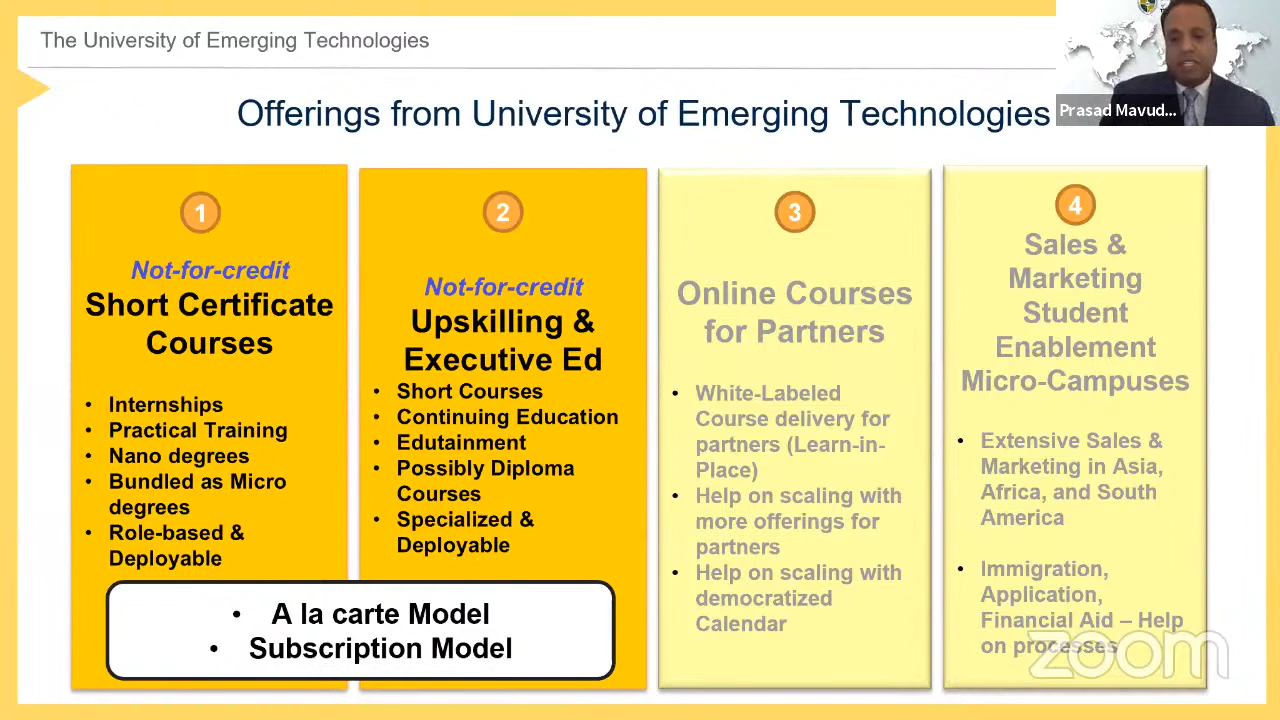 The University of Emerging Technologies
Prasad Mavud...
Offerings from University of Emerging Technologies
1
Not-for-credit
Short Certificate
Courses
• Internships
• Practical Training
• Nano degrees
• Bundled as Micro
degrees
• Role-based &
Deployable
2
Not-for-credit
Upskilling &
Executive Ed
• Short Courses
• Continuing Education
• Edutainment
• Possibly Diploma
Courses
• Specialized &
Deployable
• A la carte Model
• Subscription Model
3
Online Courses
for Partners
• White-Labeled
Course delivery for
partners (Learn-in-
Place)
• Help on scaling with
more offerings for
partners
• Help on scaling with
democratized
Calendar
4
Sales &
Marketing
Student
Enablement
Micro-Campuses
• Extensive Sales &
Marketing in Asia,
Africa, and South
America
• Immigration,
Application,
Financial Aid – Help
on processes
zoom